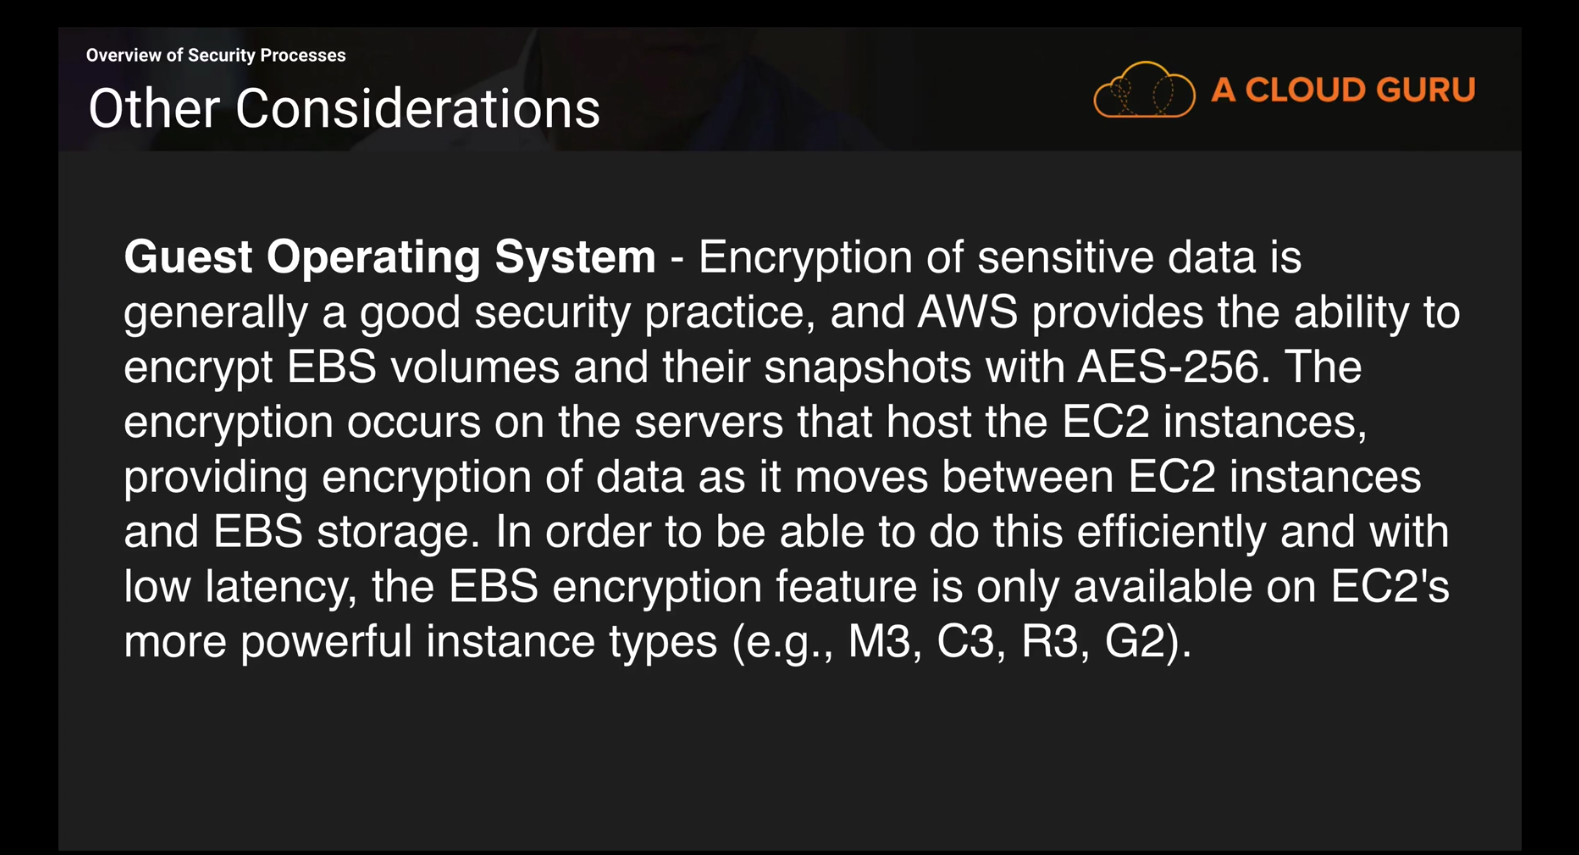 Overview of Security Processes
Other Considerations
A CLOUD GURU
Guest Operating System - Encryption of sensitive data is
generally a good security practice, and AWS provides the ability to
encrypt EBS volumes and their snapshots with AES-256. The
encryption occurs on the servers that host the EC2 instances,
providing encryption of data as it moves between EC2 instances
and EBS storage. In order to be able to do this efficiently and with
low latency, the EBS encryption feature is only available on EC2's
more powerful instance types (e.g., M3, C3, R3, G2).